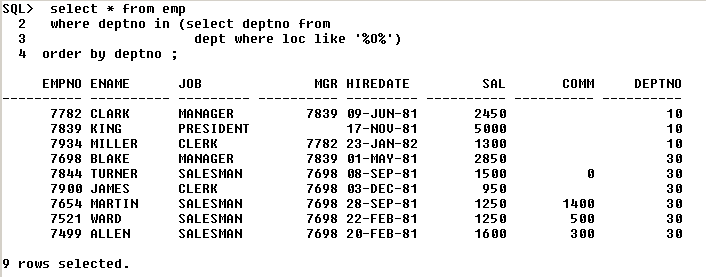 SQL>  select * from emp
  2   where deptno in (select deptno from
  3                    dept where loc like '%O%')
  4  order by deptno ;
     EMPNO ENAME      JOB              MGR HIREDATE         SAL       COMM     DEPTNO
---------- ---------- --------- ---------- --------- ---------- ---------- ----------
      7782 CLARK      MANAGER         7839 09-JUN-81       2450                    10
      7839 KING       PRESIDENT            17-NOV-81       5000                    10
      7934 MILLER     CLERK           7782 23-JAN-82       1300                    10
      7698 BLAKE      MANAGER         7839 01-MAY-81       2850                    30
      7844 TURNER     SALESMAN        7698 08-SEP-81       1500          0         30
      7900 JAMES      CLERK           7698 03-DEC-81        950                    30
      7654 MARTIN     SALESMAN        7698 28-SEP-81       1250       1400         30
      7521 WARD       SALESMAN        7698 22-FEB-81       1250        500         30
      7499 ALLEN      SALESMAN        7698 20-FEB-81       1600        300         30
9 rows selected.